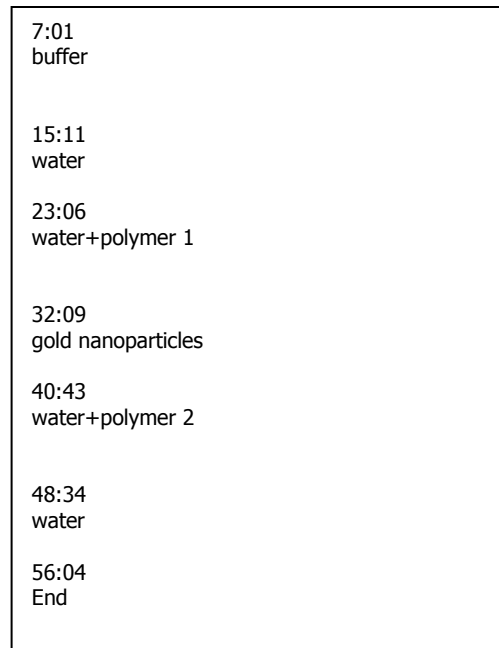 7:01
buffer
15:11
water
23:06
water+polymer 1
32:09
gold nanoparticles
40:43
water+polymer 2
48:34
water
56:04
End